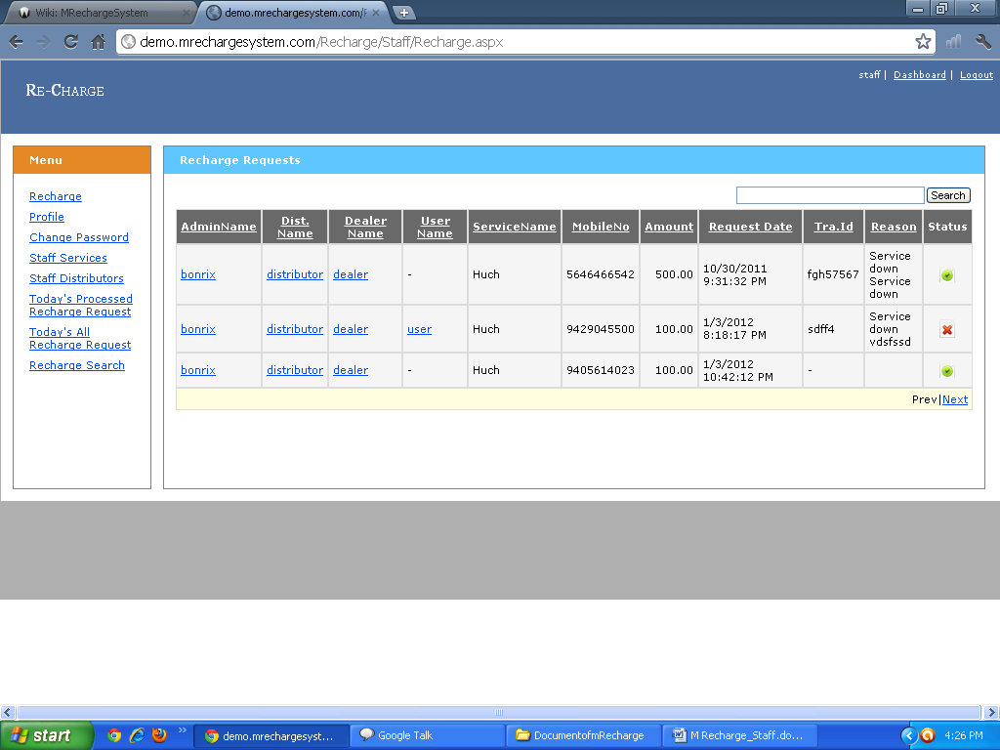 Wiki: MRechargeSystem
demo.mrechargesystem.com/F
demo.mrechargesystem.com/Recharge/Staff/Recharge.aspx
staff | Dashboard | Logout
RE-CHARGE
Menu
Recharge
Profile
Change Password
Staff Services
Staff Distributors
Today's Processed
Recharge Request
Today's All
Recharge Request
Recharge Search
Recharge Requests
Search
AdminName Dist. Name Dealer Name User Name ServiceName MobileNo Amount Request Date Tra.Id Reason Status
bonrix distributor dealer - Huch 5646466542 500.00 10/30/2011 9:31:32 PM fgh57567 Service down Service down
bonrix distributor dealer user Huch 9429045500 100.00 1/3/2012 8:18:17 PM sdff4 Service down vdsfssd
bonrix distributor dealer - Huch 9405614023 100.00 1/3/2012 10:42:12 PM -
Prev|Next
start
demo.mrechargesyst...
Google Talk
DocumentofmRecharge
M Recharge_Staff.do...
4:26 PM